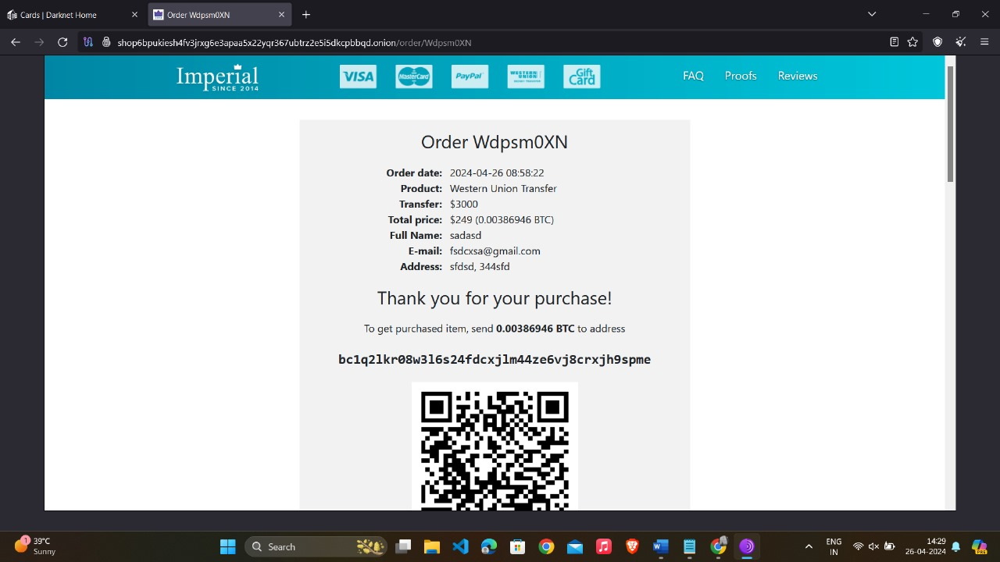 Cards | Darknet Home
Order Wdpsm0XN
shop6bpukiesh4fv3jrxg6e3apaa5x22yqr367ubtrz2e5i5dkcpbbqd.onion/order/Wdpsm0XN
Imperial
SINCE 2014
VISA
MasterCard
PayPal
WESTERN UNION
Gift Card
FAQ
Proofs
Reviews
Order Wdpsm0XN
Order date: 2024-04-26 08:58:22
Product: Western Union Transfer
Transfer: $3000
Total price: $249 (0.00386946 BTC)
Full Name: sadasd
E-mail: fsdcxsa@gmail.com
Address: sfdsd, 344sfd
Thank you for your purchase!
To get purchased item, send 0.00386946 BTC to address
bc1q2lkr08w3l6s24fdcxjlm44ze6vj8crxjh9spme
1
39°C
Sunny
Search
ENG
IN
14:29
26-04-2024
PRE